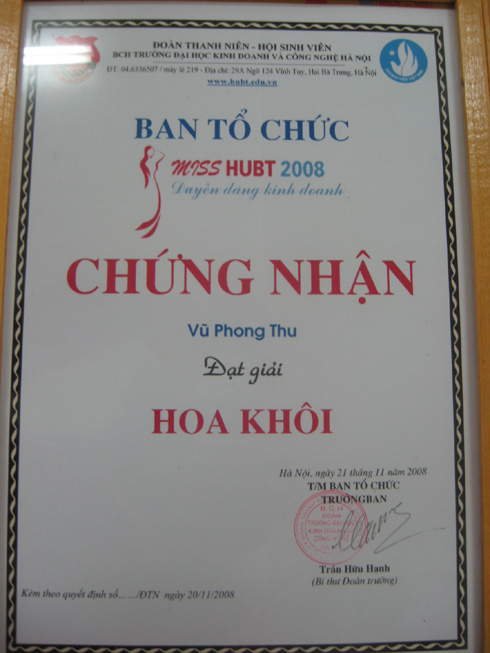 ĐOÀN THANH NIÊN - HỘI SINH VIÊN
BCH TRƯỜNG ĐẠI HỌC KINH DOANH VÀ CÔNG NGHỆ HÀ NỘI
ĐT: 04.6336507 / máy lẻ 219 - Địa chỉ: 29A Ngõ 124 Vĩnh Tuy, Hai Bà Trưng, Hà Nội
www.hubt.edu.vn
BAN TỔ CHỨC
MISS HUBT 2008
Duyên dáng kinh doanh
CHỨNG NHẬN
Vũ Phong Thu
Đạt giải
HOA KHÔI
Hà Nội, ngày 21 tháng 11 năm 2008
T/M BAN TỔ CHỨC
TRƯỞNG BAN
B.C.H
ĐOÀN
Trần Hữu Hạnh
(Bí thư Đoàn trường)
Kèm theo quyết định số... .../ĐTN ngày 20/11/2008